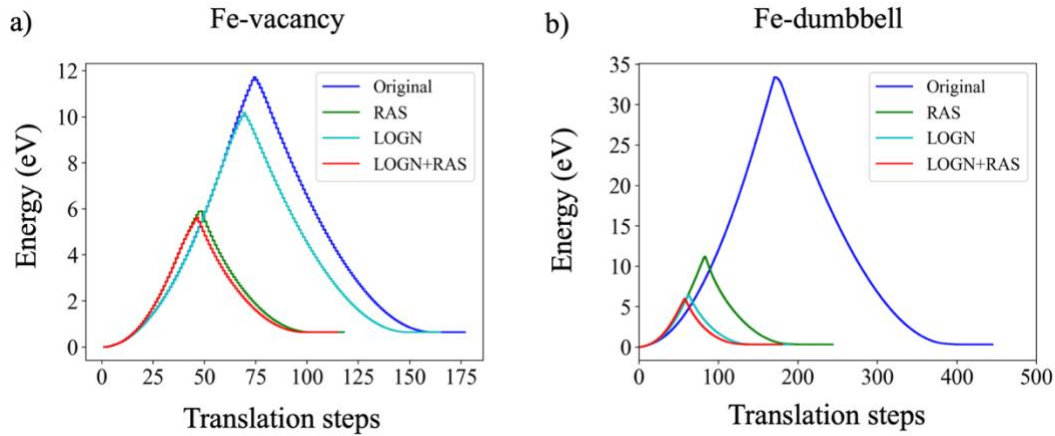 a) Fe-vacancy
12
10
8
6
4
2
0
Energy (eV)
Original
RAS
LOGN
LOGN+RAS
0 25 50 75 100 125 150 175
Translation steps
b) Fe-dumbbell
35
30
25
20
15
10
5
0
Energy (eV)
Original
RAS
LOGN
LOGN+RAS
0 100 200 300 400 500
Translation steps